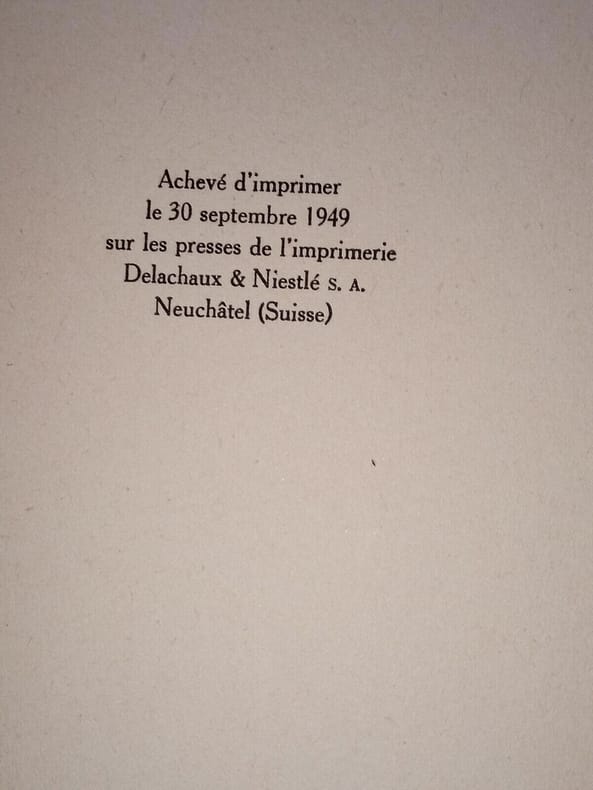 Achevé d'imprimer
le 30 septembre 1949
sur les presses de l'imprimerie
Delachaux & Niestlé S. A.
Neuchâtel (Suisse)